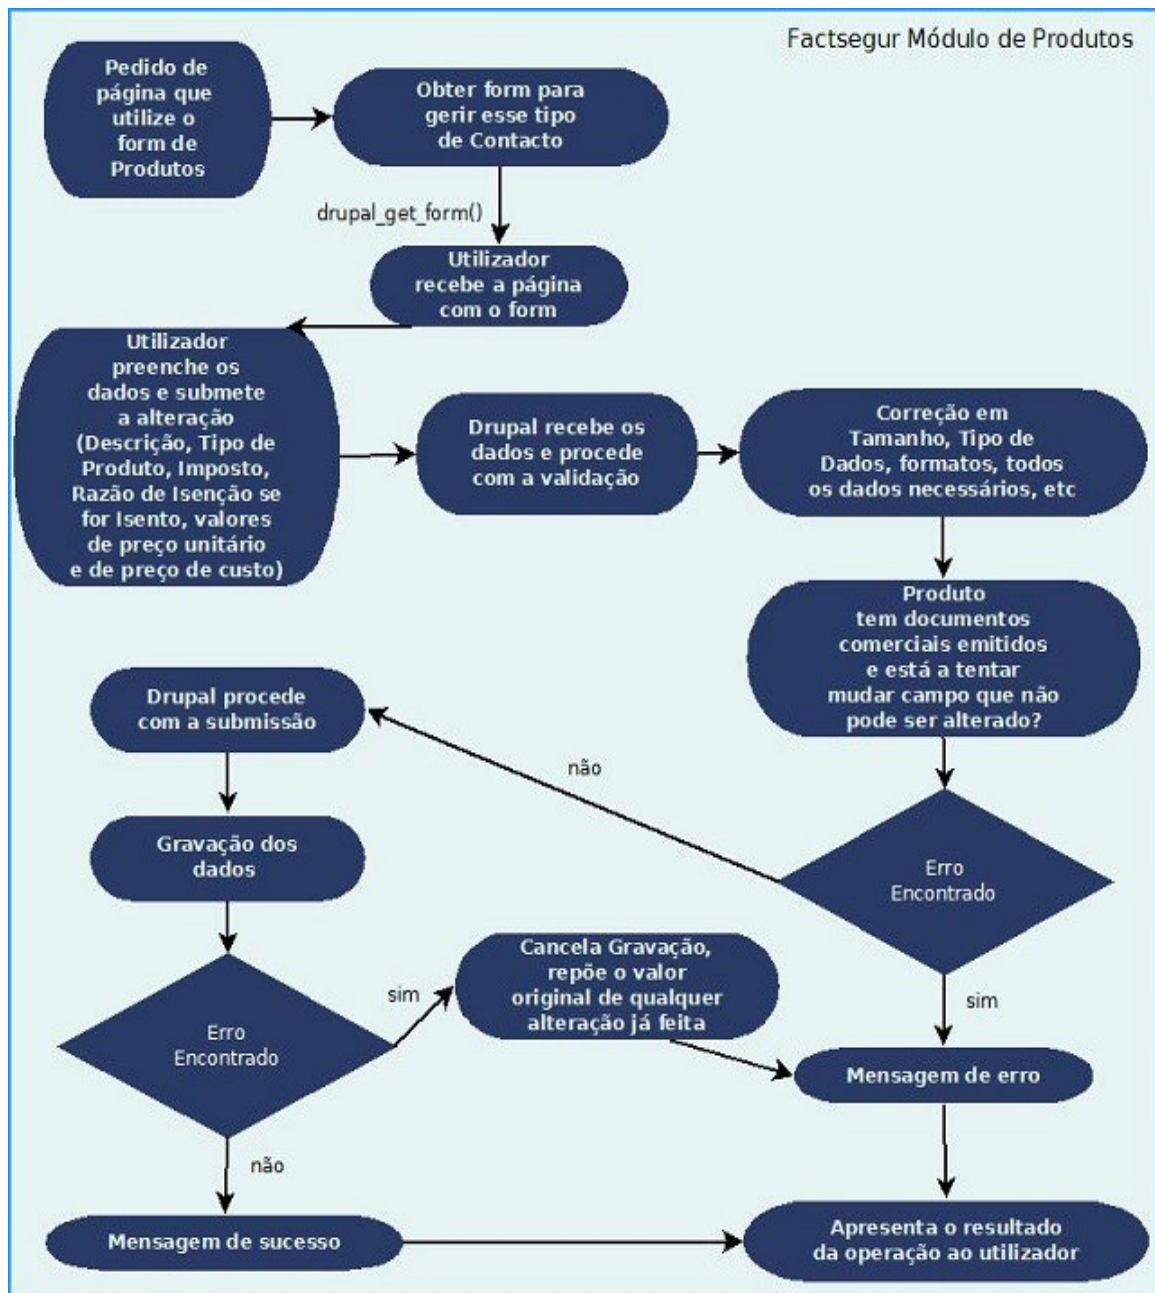 Factsegur Módulo de Produtos
Pedido de
página que
utilize o
form de
Produtos
Obter form para
gerir esse tipo
de Contacto
drupal_get_form()
Utilizador
recebe a página
com o form
Utilizador
preenche os
dados e submete
a alteração
(Descrição, Tipo de
Produto, Imposto,
Razão de Isenção se
for Isento, valores
de preço unitário
e de preço de custo)
Drupal recebe os
dados e procede
com a validação
Correção em
Tamanho, Tipo de
Dados, formatos, todos
os dados necessários, etc
Produto
tem documentos
comerciais emitidos
e está a tentar
mudar campo que não
pode ser alterado?
Erro
Encontrado
não
Drupal procede
com a submissão
Gravação dos
dados
Erro
Encontrado
sim
Cancela Gravação,
repõe o valor
original de qualquer
alteração já feita
sim
Mensagem de erro
não
Mensagem de sucesso
Apresenta o resultado
da operação ao utilizador